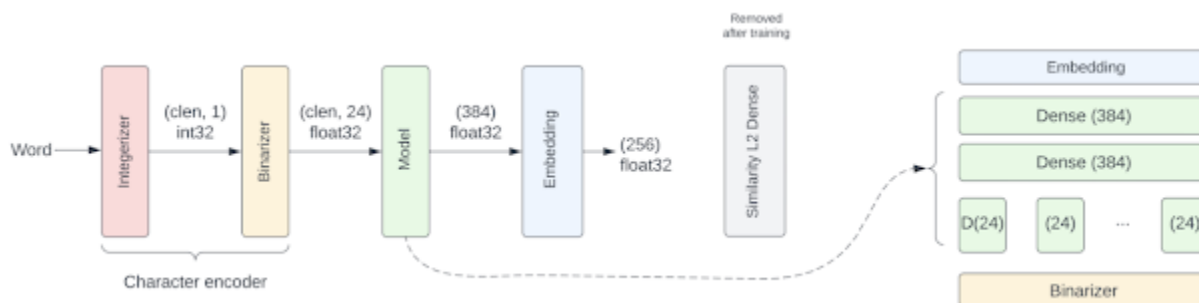 Removed
after training
Word
Integerizer
(clen, 1)
int32
Binarizer
(clen, 24)
float32
Model
(384)
float32
Embedding
(256)
float32
Similarity L2 Dense
Character encoder
Embedding
Dense (384)
Dense (384)
D(24)
(24)
...
(24)
Binarizer